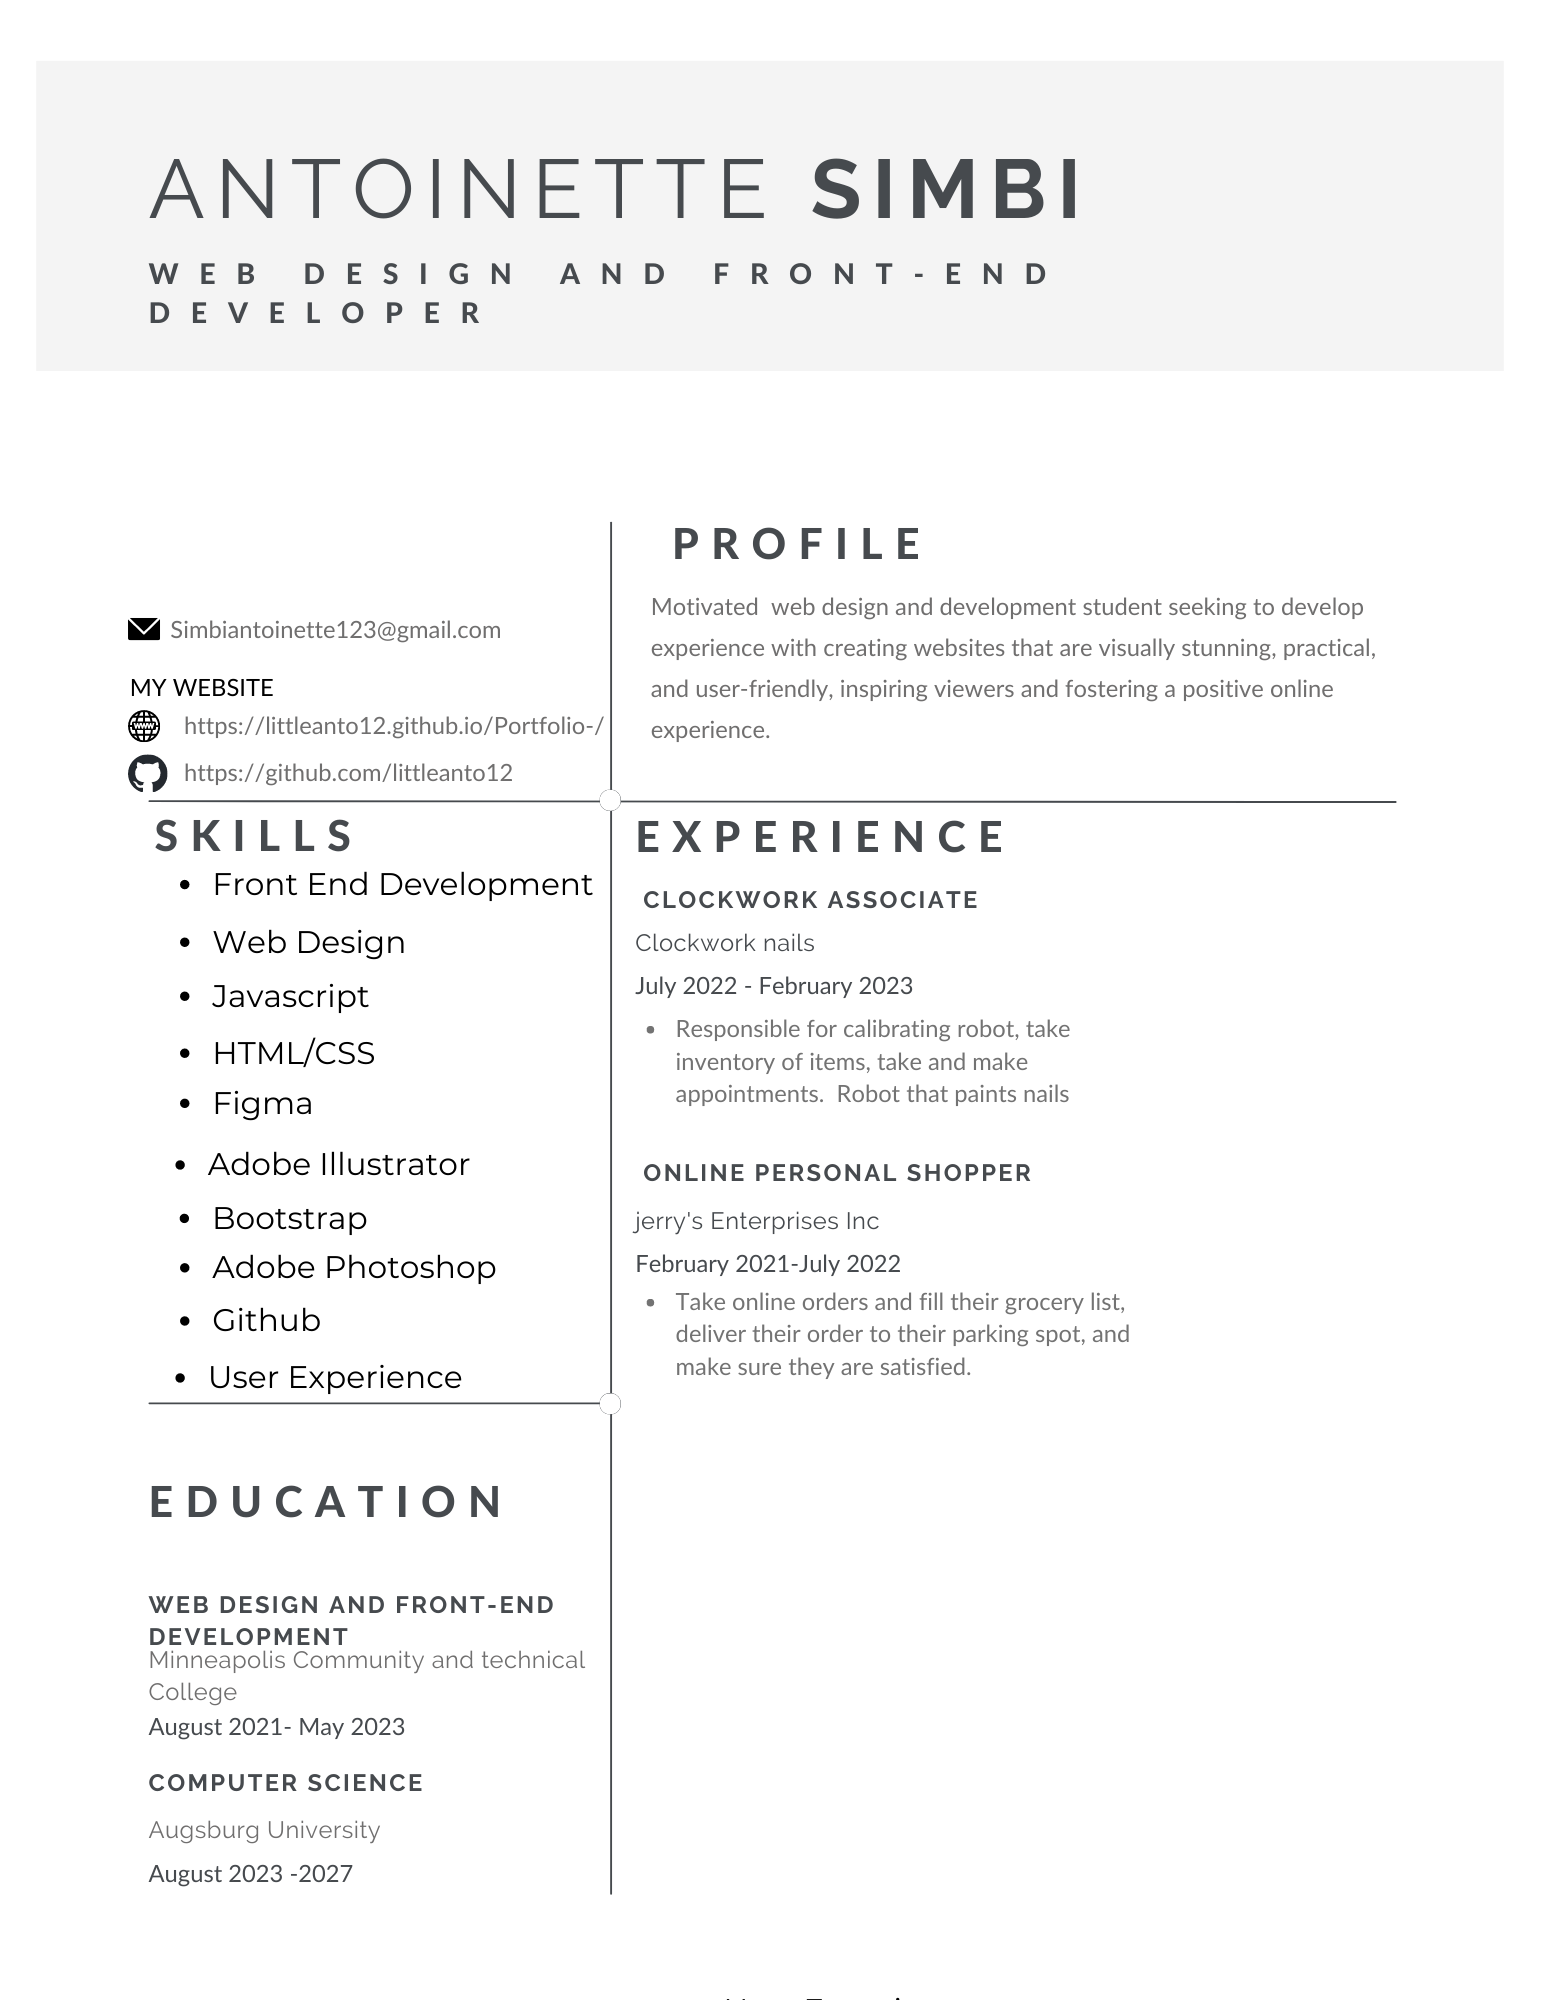 ANTOINETTE SIMBI
WEB DESIGN AND FRONT-END
DEVELOPER
Simbiantoinette123@gmail.com
MY WEBSITE
www
https://littleanto12.github.io/Portfolio-/
https://github.com/littleanto12
PROFILE
Motivated  web design and development student seeking to develop
experience with creating websites that are visually stunning, practical,
and user-friendly, inspiring viewers and fostering a positive online
experience.
SKILLS
• Front End Development
• Web Design
• Javascript
• HTML/CSS
• Figma
• Adobe Illustrator
• Bootstrap
• Adobe Photoshop
• Github
• User Experience
EXPERIENCE
CLOCKWORK ASSOCIATE
Clockwork nails
July 2022 - February 2023
• Responsible for calibrating robot, take
inventory of items, take and make
appointments.  Robot that paints nails
ONLINE PERSONAL SHOPPER
jerry's Enterprises Inc
February 2021-July 2022
• Take online orders and fill their grocery list,
deliver their order to their parking spot, and
make sure they are satisfied.
EDUCATION
WEB DESIGN AND FRONT-END
DEVELOPMENT
Minneapolis Community and technical
College
August 2021- May 2023
COMPUTER SCIENCE
Augsburg University
August 2023 -2027